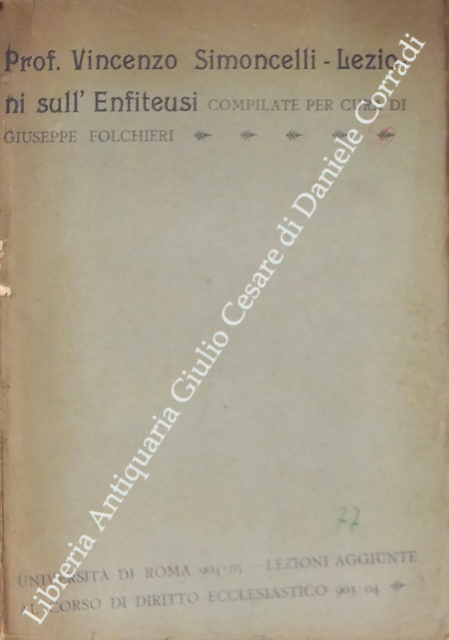 Prof. Vincenzo Simoncelli - Lezio-
ni sull' Enfiteusi COMPILATE PER CURA DI
GIUSEPPE FOLCHIERI
Libreria Antiquaria Giulio Cesare di Daniele Corradi
77
UNIVERSITÀ DI ROMA 904-05 - LEZIONI AGGIUNTE
AL CORSO DI DIRITTO ECCLESIASTICO 903-04